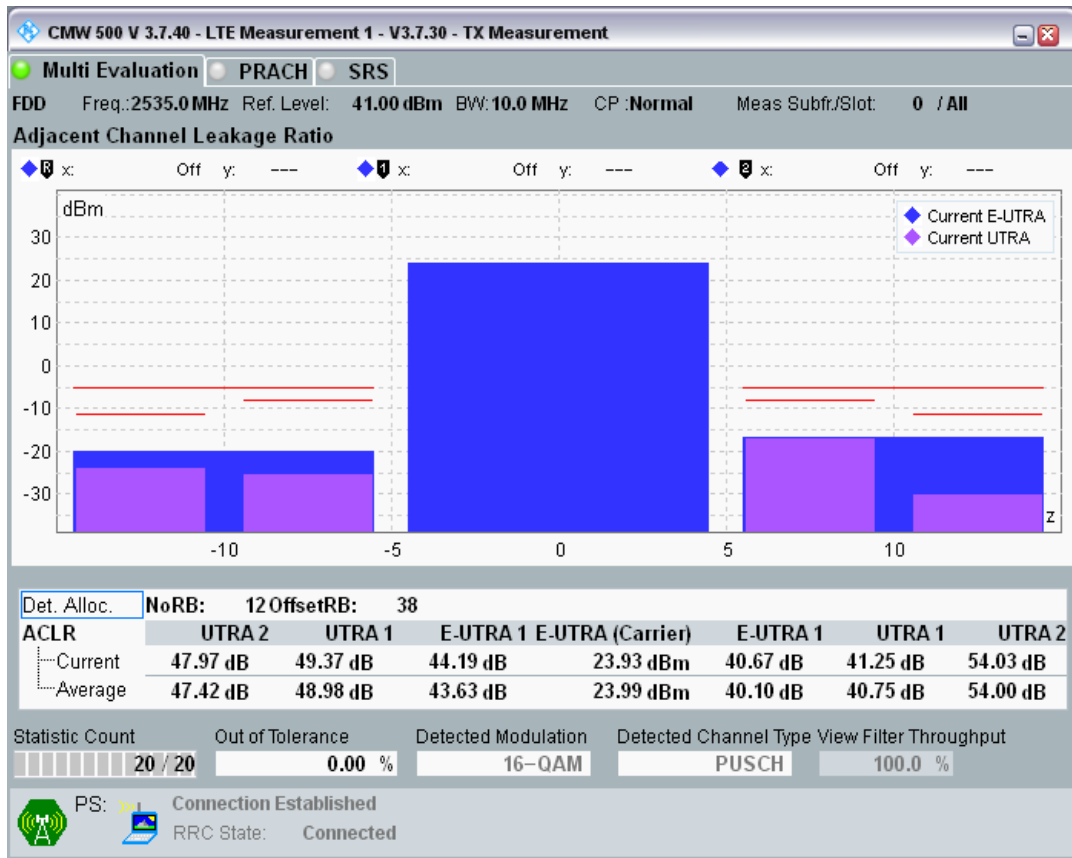 CMW 500 V 3.7.40 - LTE Measurement 1 - V3.7.30 - TX Measurement
Multi Evaluation PRACH SRS
FDD Freq.:2535.0 MHz Ref. Level: 41.00 dBm BW:10.0 MHz CP :Normal Meas Subfr./Slot: 0 / All
Adjacent Channel Leakage Ratio
R x: Off y: --- 1 x: Off y: --- 2 x: Off y: ---
dBm
Current E-UTRA
Current UTRA
30
20
10
0
-10
-20
-30
z
-10 -5 0 5 10
Det. Alloc. NoRB: 12 OffsetRB: 38
ACLR UTRA 2 UTRA 1 E-UTRA 1 E-UTRA (Carrier) E-UTRA 1 UTRA 1 UTRA 2
Current 47.97 dB 49.37 dB 44.19 dB 23.93 dBm 40.67 dB 41.25 dB 54.03 dB
Average 47.42 dB 48.98 dB 43.63 dB 23.99 dBm 40.10 dB 40.75 dB 54.00 dB
Statistic Count Out of Tolerance Detected Modulation Detected Channel Type View Filter Throughput
20 / 20 0.00 % 16-QAM PUSCH 100.0 %
PS: Connection Established
RRC State: Connected